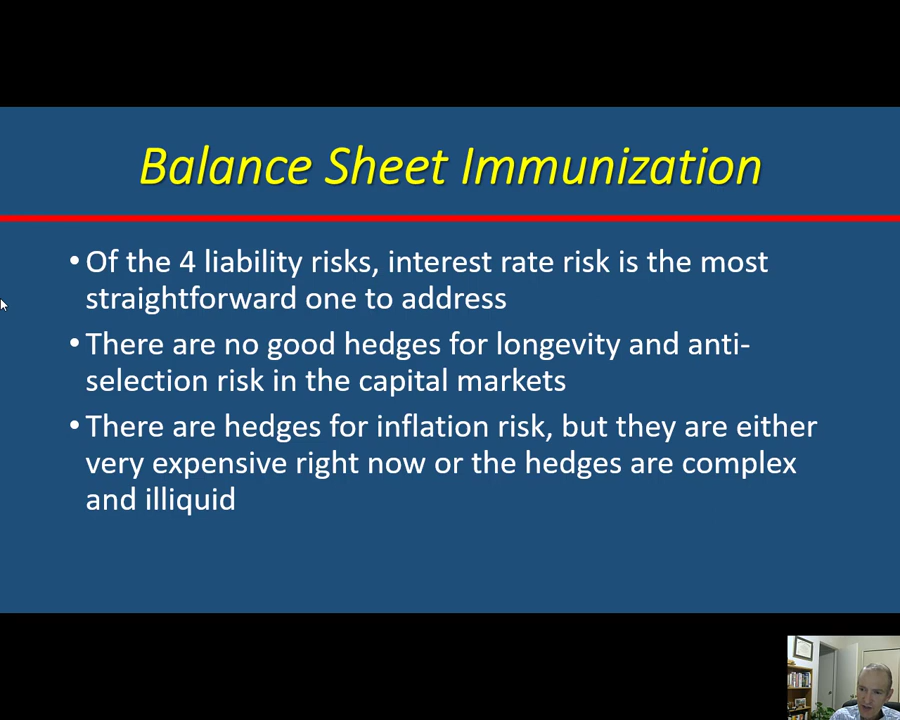 Balance Sheet Immunization
• Of the 4 liability risks, interest rate risk is the most
straightforward one to address
• There are no good hedges for longevity and anti-
selection risk in the capital markets
• There are hedges for inflation risk, but they are either
very expensive right now or the hedges are complex
and illiquid